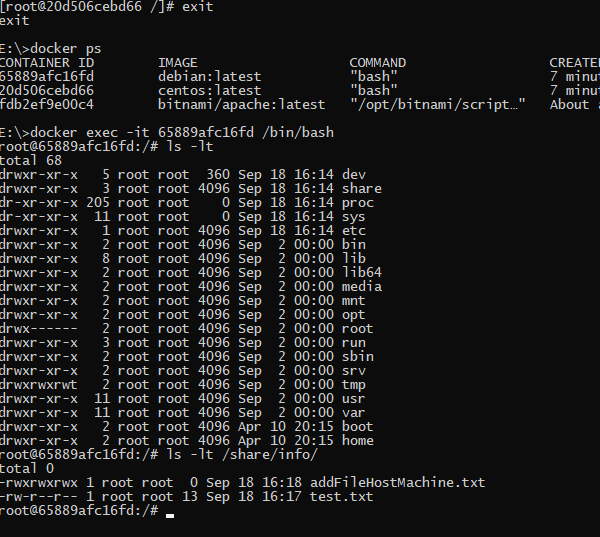 [root@20d506cebd66 /]# exit
exit
E:\>docker ps
CONTAINER ID        IMAGE                   COMMAND                  CREATED
65889afc16fd        debian:latest           "bash"                   7 minu
20d506cebd66        centos:latest           "bash"                   7 minu
fdb2ef9e00c4        bitnami/apache:latest   "/opt/bitnami/script…"   About a
E:\>docker exec -it 65889afc16fd /bin/bash
root@65889afc16fd:/# ls -lt
total 68
drwxr-xr-x   5 root root  360 Sep 18 16:14 dev
drwxr-xr-x   3 root root 4096 Sep 18 16:14 share
dr-xr-xr-x 205 root root    0 Sep 18 16:14 proc
dr-xr-xr-x  11 root root    0 Sep 18 16:14 sys
drwxr-xr-x   1 root root 4096 Sep 18 16:14 etc
drwxr-xr-x   2 root root 4096 Sep  2 00:00 bin
drwxr-xr-x   8 root root 4096 Sep  2 00:00 lib
drwxr-xr-x   2 root root 4096 Sep  2 00:00 lib64
drwxr-xr-x   2 root root 4096 Sep  2 00:00 media
drwxr-xr-x   2 root root 4096 Sep  2 00:00 mnt
drwxr-xr-x   2 root root 4096 Sep  2 00:00 opt
drwx------   2 root root 4096 Sep  2 00:00 root
drwxr-xr-x   3 root root 4096 Sep  2 00:00 run
drwxr-xr-x   2 root root 4096 Sep  2 00:00 sbin
drwxr-xr-x   2 root root 4096 Sep  2 00:00 srv
drwxrwxrwt   2 root root 4096 Sep  2 00:00 tmp
drwxr-xr-x  11 root root 4096 Sep  2 00:00 usr
drwxr-xr-x  11 root root 4096 Sep  2 00:00 var
drwxr-xr-x   2 root root 4096 Apr 10 20:15 boot
drwxr-xr-x   2 root root 4096 Apr 10 20:15 home
root@65889afc16fd:/# ls -lt /share/info/
total 0
-rwxrwxrwx 1 root root  0 Sep 18 16:18 addFileHostMachine.txt
-rw-r--r-- 1 root root 13 Sep 18 16:17 test.txt
root@65889afc16fd:/#